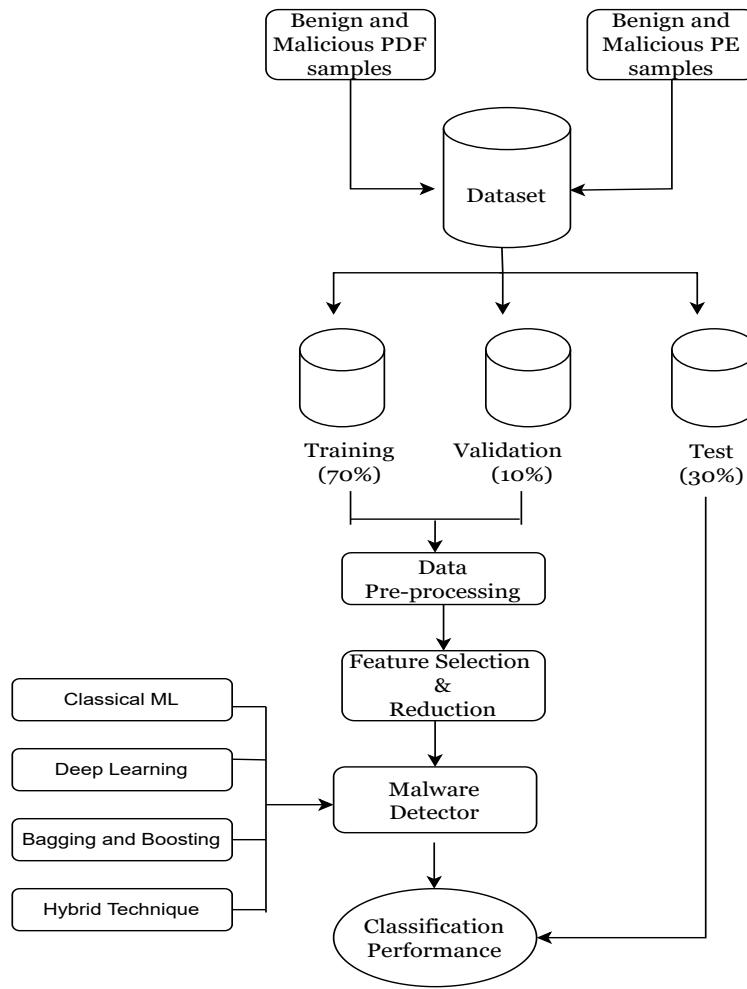 Benign and
Malicious PDF
samples
Benign and
Malicious PE
samples
Dataset
Training
(70%)
Validation
(10%)
Test
(30%)
Data
Pre-processing
Feature Selection
&
Reduction
Classical ML
Deep Learning
Bagging and Boosting
Hybrid Technique
Malware
Detector
Classification
Performance